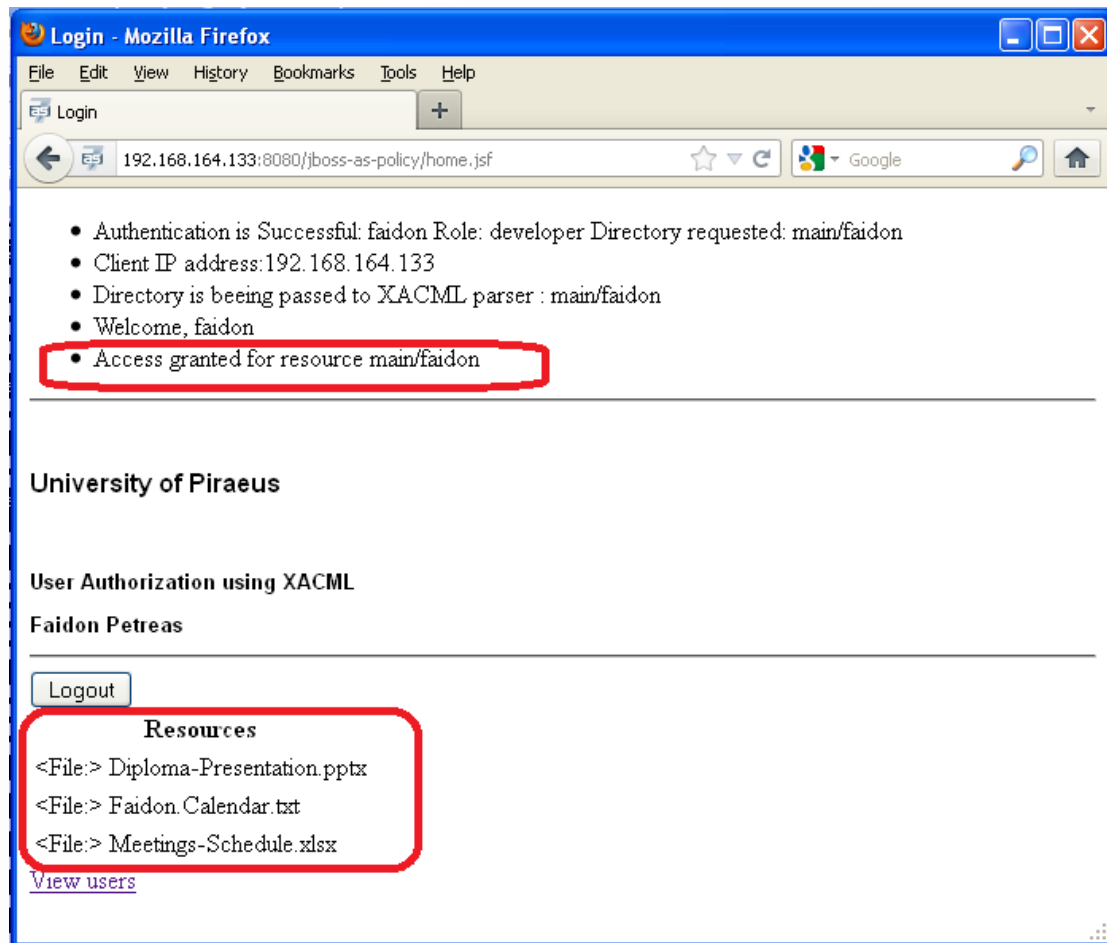 Login - Mozilla Firefox
File Edit View History Bookmarks Tools Help
Login +
192.168.164.133:8080/jboss-as-policy/home.jsf Google
Authentication is Successful: faidon Role: developer Directory requested: main/faidon
Client IP address:192.168.164.133
Directory is beeing passed to XACML parser : main/faidon
Welcome, faidon
Access granted for resource main/faidon
University of Piraeus
User Authorization using XACML
Faidon Petreas
Logout
Resources
<File:> Diploma-Presentation.pptx
<File:> Faidon.Calendar.txt
<File:> Meetings-Schedule.xlsx
View users